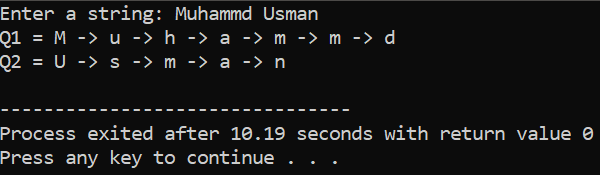 Enter a string: Muhammd Usman
Q1 = M -> u -> h -> a -> m -> m -> d
Q2 = U -> s -> m -> a -> n
--------------------------------
Process exited after 10.19 seconds with return value 0
Press any key to continue . . .